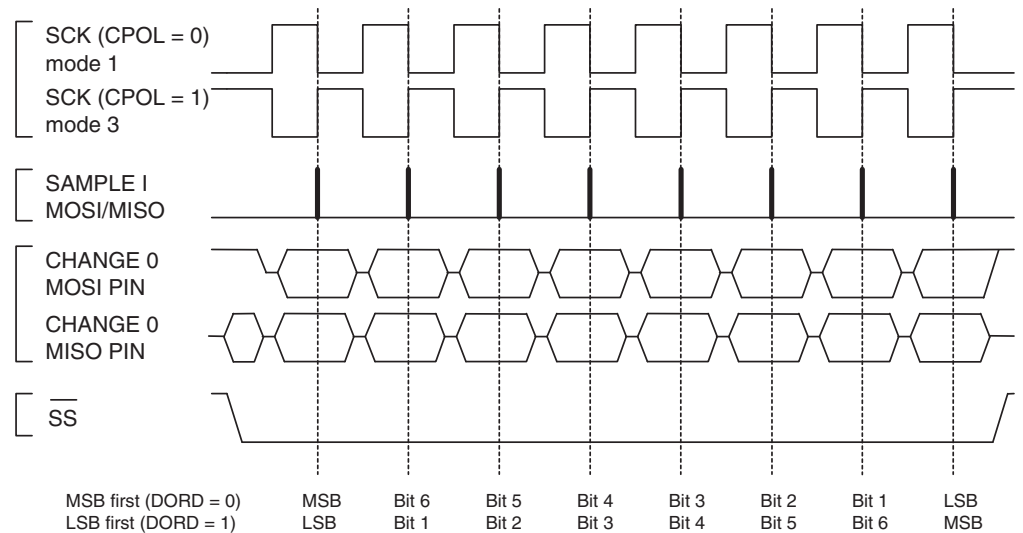 SCK (CPOL = 0)
mode 1
SCK (CPOL = 1)
mode 3
SAMPLE I
MOSI/MISO
CHANGE 0
MOSI PIN
CHANGE 0
MISO PIN
SS
MSB first (DORD = 0) MSB Bit 6 Bit 5 Bit 4 Bit 3 Bit 2 Bit 1 LSB
LSB first (DORD = 1) LSB Bit 1 Bit 2 Bit 3 Bit 4 Bit 5 Bit 6 MSB